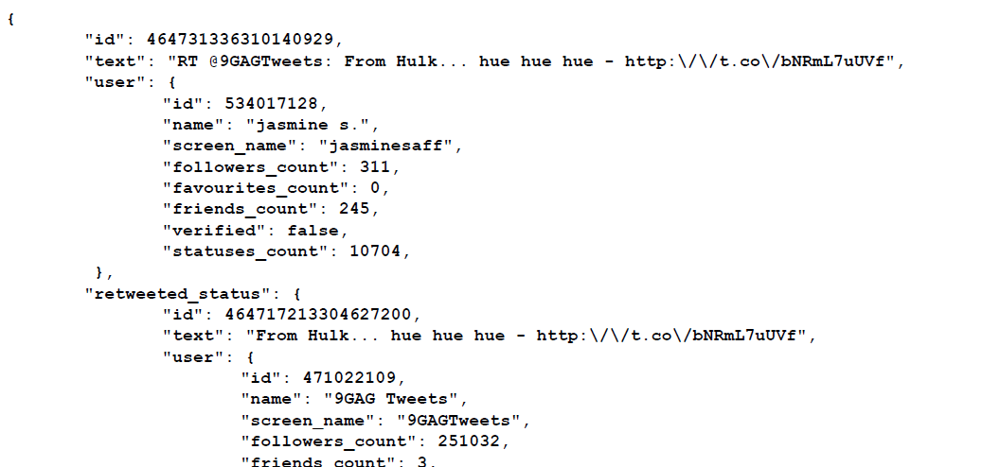 {
"id": 464731336310140929,
"text": "RT @9GAGTweets: From Hulk... hue hue hue - http:\/\/t.co\/bNRmL7uUVf",
"user": {
"id": 534017128,
"name": "jasmine s.",
"screen_name": "jasminesaff",
"followers_count": 311,
"favourites_count": 0,
"friends_count": 245,
"verified": false,
"statuses_count": 10704,
},
"retweeted_status": {
"id": 464717213304627200,
"text": "From Hulk... hue hue hue - http:\/\/t.co\/bNRmL7uUVf",
"user": {
"id": 471022109,
"name": "9GAG Tweets",
"screen_name": "9GAGTweets",
"followers_count": 251032,
"friends_count": 3,